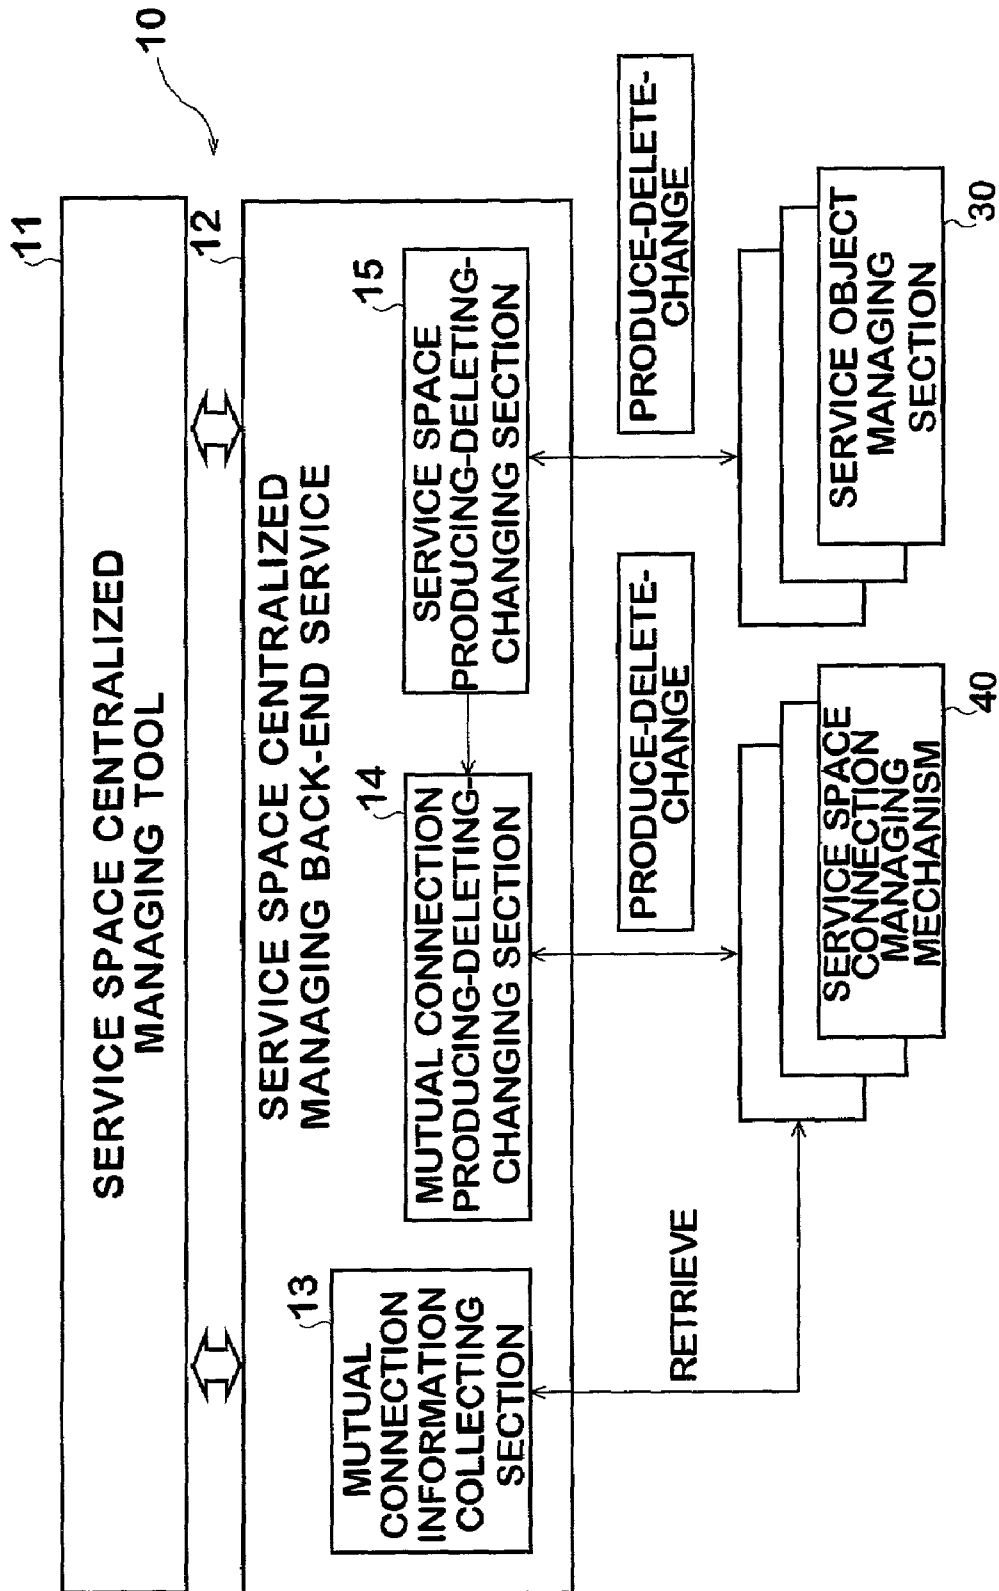 10
11
SERVICE SPACE CENTRALIZED
MANAGING TOOL
12
SERVICE SPACE CENTRALIZED
MANAGING BACK-END SERVICE
13
MUTUAL
CONNECTION
INFORMATION
COLLECTING
SECTION
14
MUTUAL CONNECTION
PRODUCING-DELETING-
CHANGING SECTION
15
SERVICE SPACE
PRODUCING-DELETING-
CHANGING SECTION
RETRIEVE
PRODUCE-DELETE-
CHANGE
PRODUCE-DELETE-
CHANGE
SERVICE SPACE
CONNECTION
MANAGING
MECHANISM
40
SERVICE OBJECT
MANAGING
SECTION
30